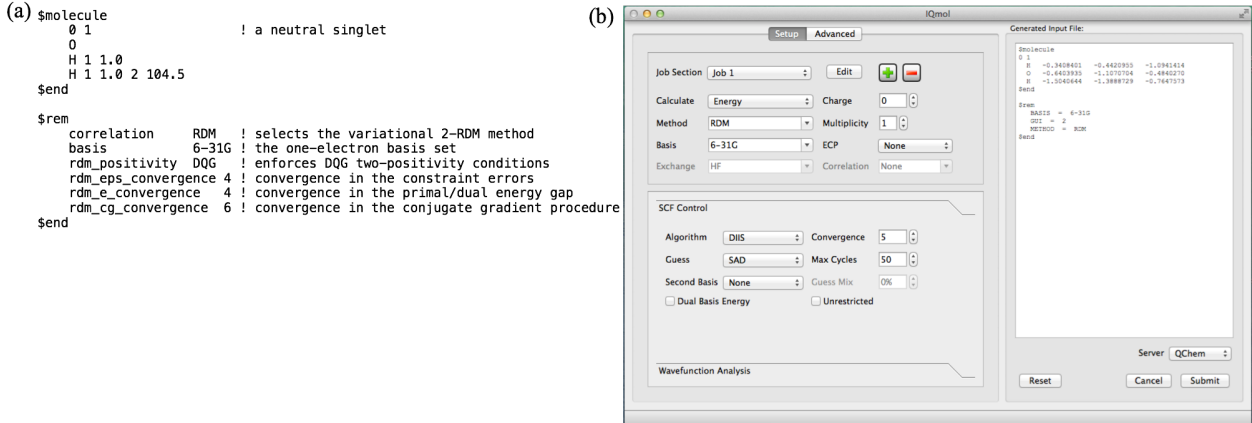 (a)
$molecule
0 1 ! a neutral singlet
O
H 1 1.0
H 1 1.0 2 104.5
$end
$rem
correlation RDM ! selects the variational 2-RDM method
basis 6-31G ! the one-electron basis set
rdm_positivity DQG ! enforces DQG two-positivity conditions
rdm_eps_convergence 4 ! convergence in the constraint errors
rdm_e_convergence 4 ! convergence in the primal/dual energy gap
rdm_cg_convergence 6 ! convergence in the conjugate gradient procedure
$end
(b)
IQmol
Setup Advanced
Job Section Job 1 Edit
Calculate Energy Charge 0
Method RDM Multiplicity 1
Basis 6-31G ECP None
Exchange HF Correlation None
SCF Control
Algorithm DIIS Convergence 5
Guess SAD Max Cycles 50
Second Basis None Guess Mix 0%
Dual Basis Energy Unrestricted
Wavefunction Analysis
Generated Input File:
$molecule
0 1
H -0.3408401 -0.4420955 -1.0941414
O -0.6403935 -1.1070704 -0.4840270
H -1.5040644 -1.3888729 -0.7647573
$end
$rem
BASIS = 6-31G
GUI = 2
METHOD = RDM
$end
Server QChem
Reset Cancel Submit